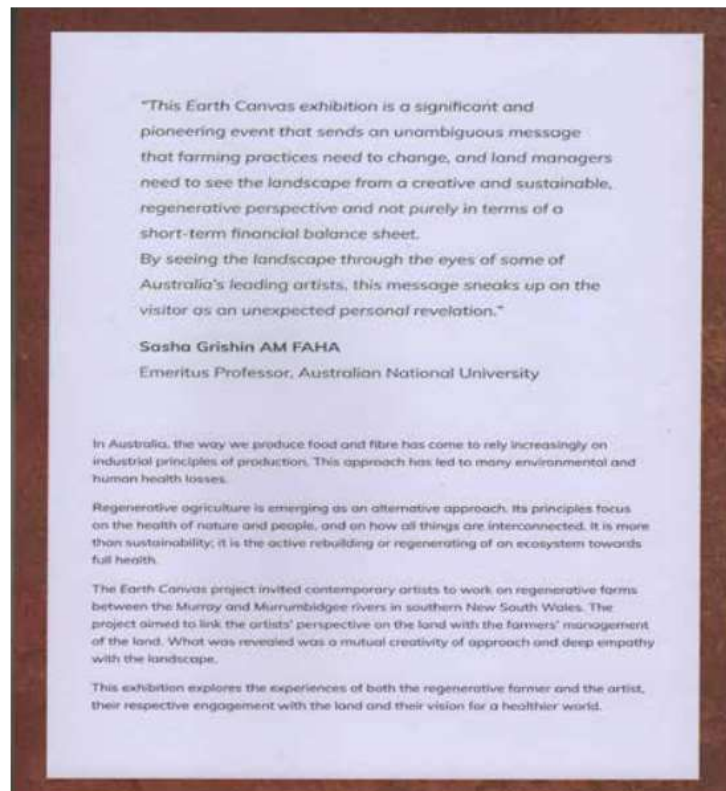 "This Earth Canvas exhibition is a significant and
pioneering event that sends an unambiguous message
that farming practices need to change, and land managers
need to see the landscape from a creative and sustainable,
regenerative perspective and not purely in terms of a
short-term financial balance sheet.
By seeing the landscape through the eyes of some of
Australia's leading artists, this message sneaks up on the
visitor as an unexpected personal revelation."
Sasha Grishin AM FAHA
Emeritus Professor, Australian National University
In Australia, the way we produce food and fibre has come to rely increasingly on
industrial principles of production. This approach has led to many environmental and
human health losses.
Regenerative agriculture is emerging as an alternative approach. Its principles focus
on the health of nature and people, and on how all things are interconnected. It is more
than sustainability; it is the active rebuilding or regenerating of an ecosystem towards
full health.
The Earth Canvas project invited contemporary artists to work on regenerative farms
between the Murray and Murrumbidgee rivers in southern New South Wales. The
project aimed to link the artists' perspective on the land with the farmers' management
of the land. What was revealed was a mutual creativity of approach and deep empathy
with the landscape.
This exhibition explores the experiences of both the regenerative farmer and the artist,
their respective engagement with the land and their vision for a healthier world.